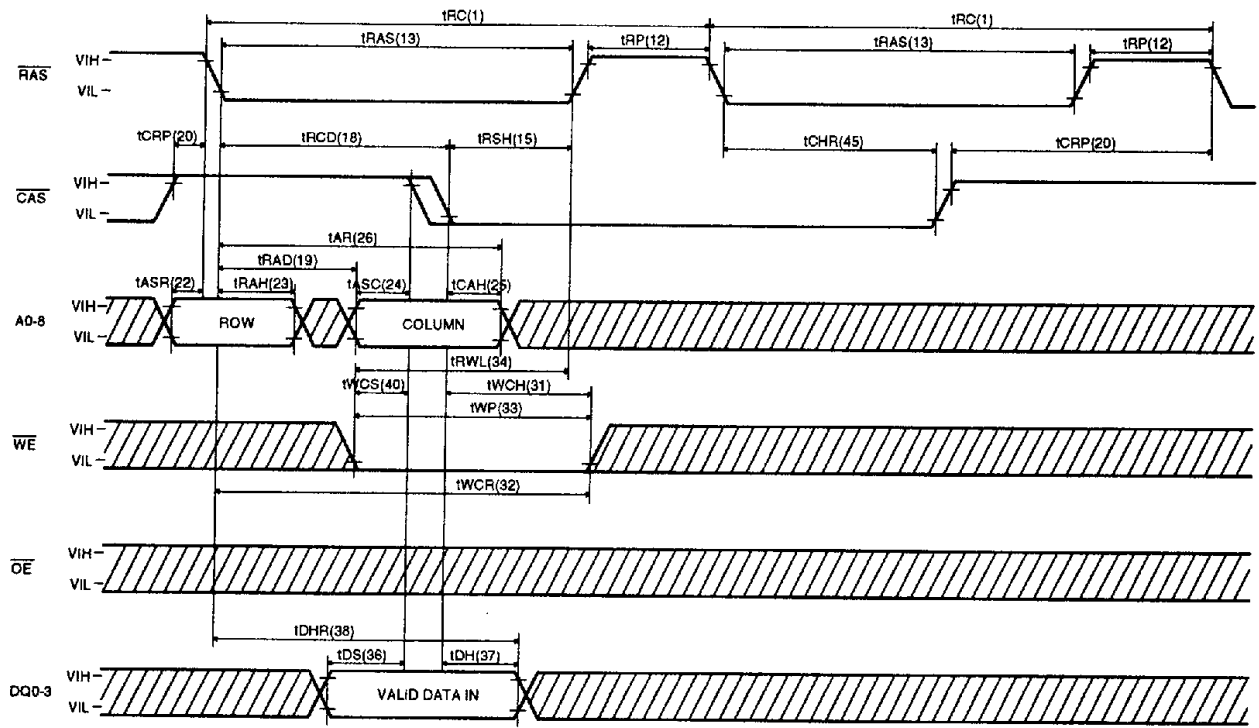 tRC(1) tRC(1)
tRAS(13) tRP(12) tRAS(13) tRP(12)
RAS VIH
VIL
tCRP(20) tRCD(18) tRSH(15) tCHR(45) tCRP(20)
CAS VIH
VIL
tAR(26)
tRAD(19)
tASR(22) tRAH(23) tASC(24) tCAH(25)
A0-8 VIH
VIL
ROW COLUMN
tRWL(34)
tWCS(40) tWCH(31)
tWP(33)
WE VIH
VIL
tWCR(32)
OE VIH
VIL
tDHR(38)
tDS(36) tDH(37)
DQ0-3 VIH
VIL
VALID DATA IN